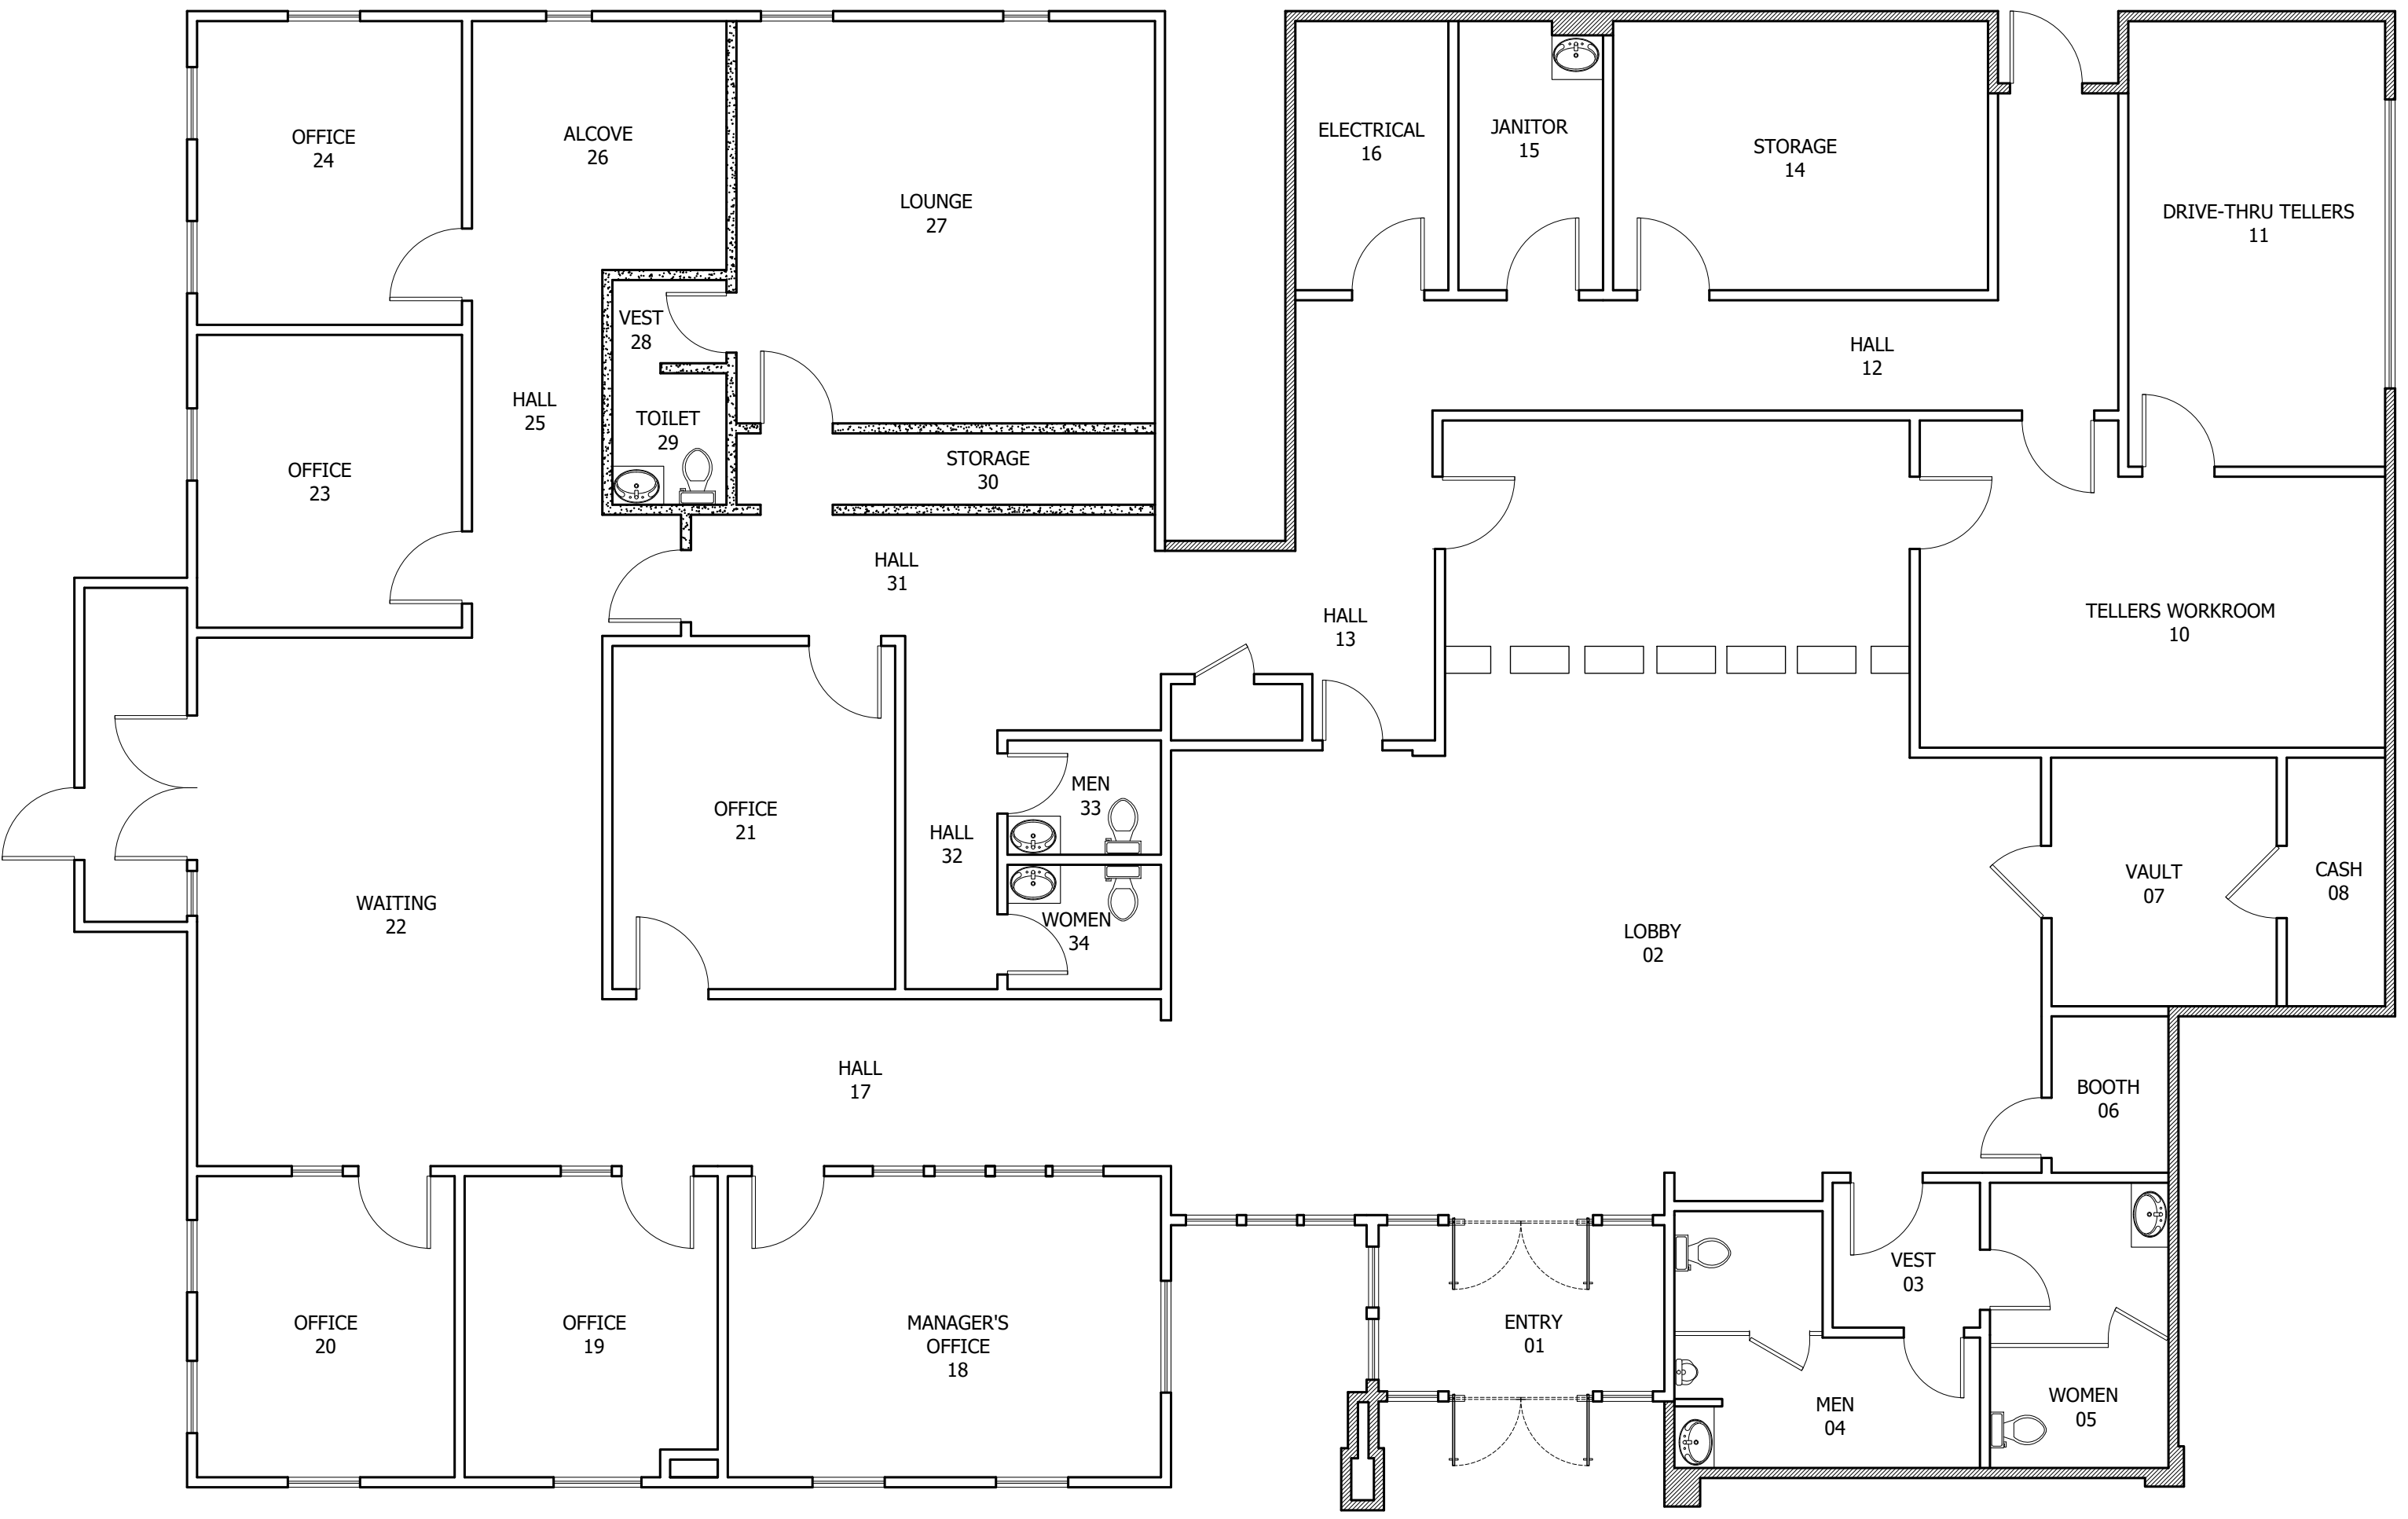 OFFICE
24
ALCOVE
26
LOUNGE
27
ELECTRICAL
16
JANITOR
15
STORAGE
14
DRIVE-THRU TELLERS
11
VEST
28
HALL
12
HALL
25
TOILET
29
OFFICE
23
STORAGE
30
HALL
31
HALL
13
TELLERS WORKROOM
10
OFFICE
21
MEN
33
HALL
32
WAITING
22
WOMEN
34
LOBBY
02
VAULT
07
CASH
08
HALL
17
BOOTH
06
VEST
03
OFFICE
20
OFFICE
19
MANAGER'S
OFFICE
18
ENTRY
01
MEN
04
WOMEN
05